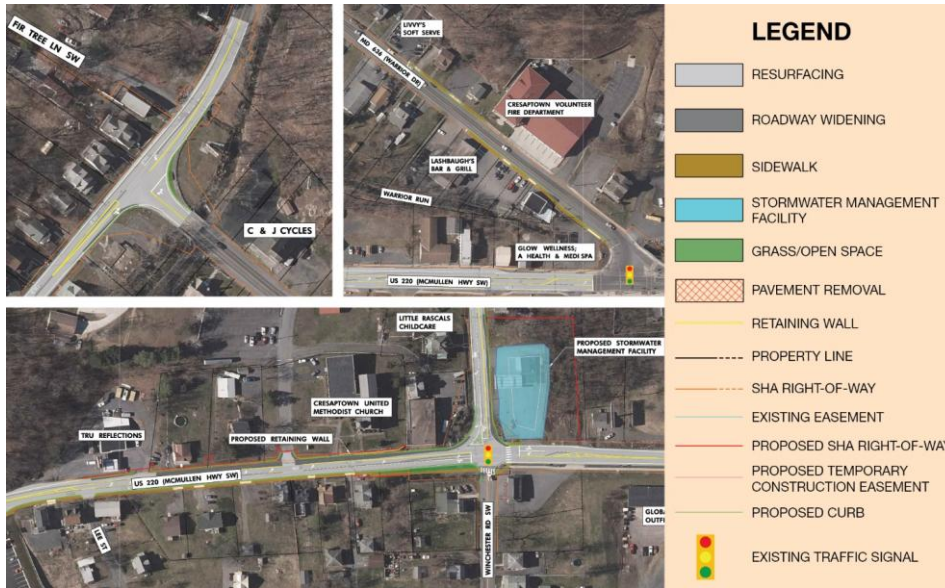 FIR TREE LN SW
C & J CYCLES
LIVVY'S
SOFT SERVE
MD 636 (WARRIOR DR)
CRESAPTOWN VOLUNTEER
FIRE DEPARTMENT
LASHBAUGH'S
BAR & GRILL
WARRIOR RUN
GLOW WELLNESS;
A HEALTH & MEDI SPA
US 220 (MCMULLEN HWY SW)
LITTLE RASCALS
CHILDCARE
PROPOSED STORMWATER
MANAGEMENT FACILITY
CRESAPTOWN UNITED
METHODIST CHURCH
TRU REFLECTIONS
PROPOSED RETAINING WALL
US 220 (MCMULLEN HWY SW)
LEE ST
WINCHESTER RD SW
GLOBA
OUTFI
LEGEND
RESURFACING
ROADWAY WIDENING
SIDEWALK
STORMWATER MANAGEMENT
FACILITY
GRASS/OPEN SPACE
PAVEMENT REMOVAL
RETAINING WALL
PROPERTY LINE
SHA RIGHT-OF-WAY
EXISTING EASEMENT
PROPOSED SHA RIGHT-OF-WAY
PROPOSED TEMPORARY
CONSTRUCTION EASEMENT
PROPOSED CURB
EXISTING TRAFFIC SIGNAL